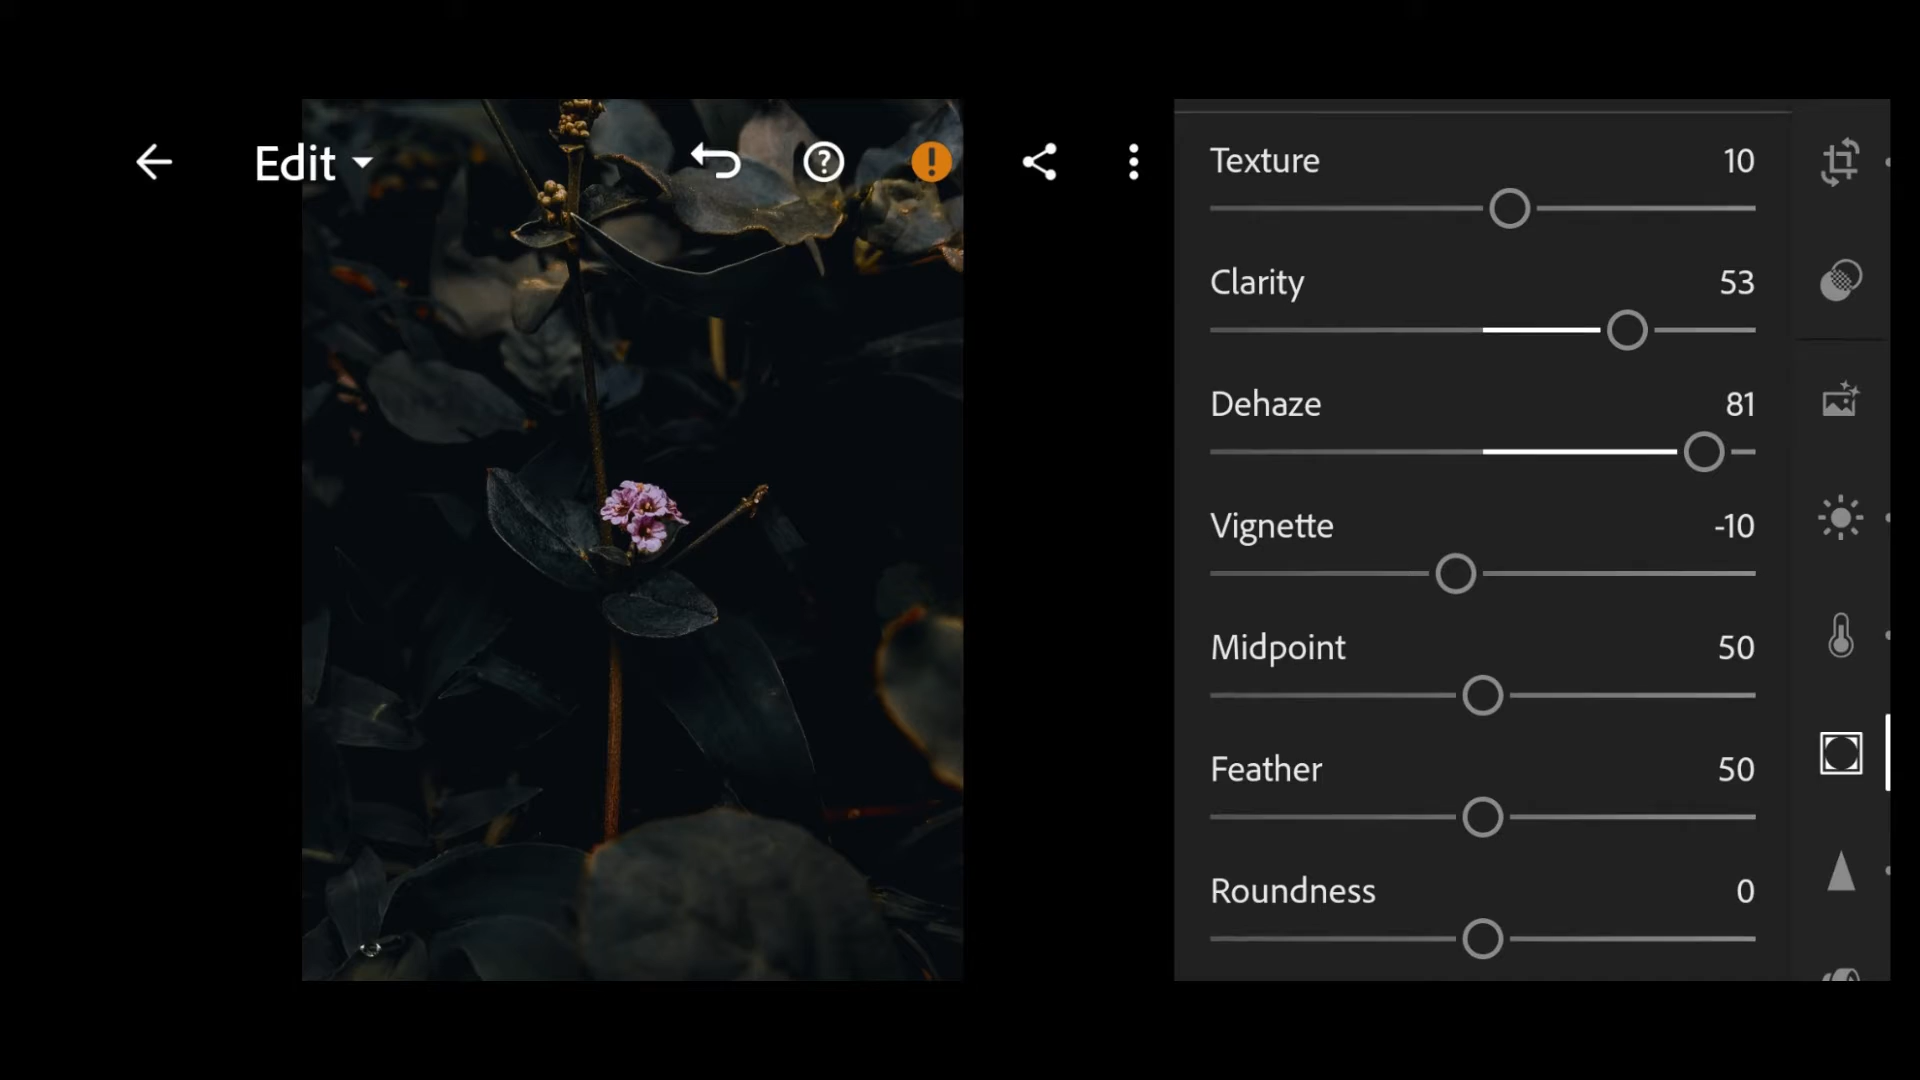 Edit
Texture 10
Clarity 53
Dehaze 81
Vignette -10
Midpoint 50
Feather 50
Roundness 0